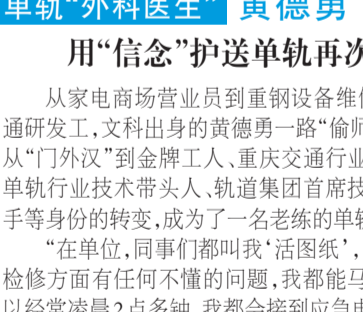 单轨“外科医生” 黄德勇
用“信念”护送单轨再次
从家电商场营业员到重钢设备维
通研发工,文科出身的黄德勇一路“偷师
从“门外汉”到金牌工人、重庆交通行业
单轨行业技术带头人、轨道集团首席技
手等身份的转变,成为了一名老练的单轨
“在单位,同事们都叫我‘活图纸’,
检修方面有任何不懂的问题,我都能马
以经常凌晨2点多钟,我都会接到应急电